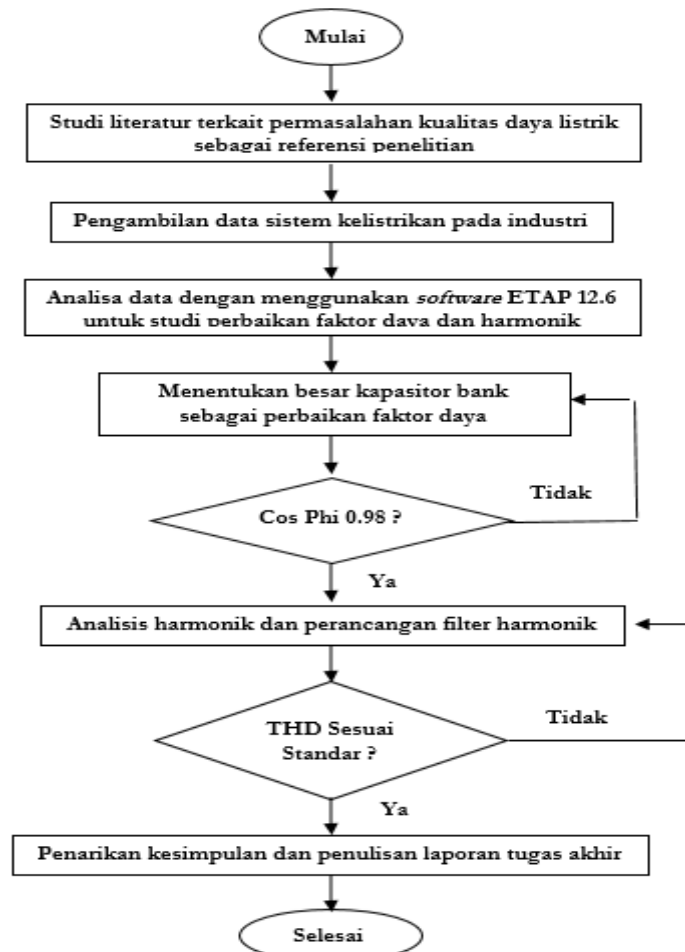 Mulai
Studi literatur terkait permasalahan kualitas daya listrik
sebagai referensi penelitian
Pengambilan data sistem kelistrikan pada industri
Analisa data dengan menggunakan software ETAP 12.6
untuk studi perbaikan faktor daya dan harmonik
Menentukan besar kapasitor bank
sebagai perbaikan faktor daya
Tidak
Cos Phi 0.98 ?
Ya
Analisis harmonik dan perancangan filter harmonik
THD Sesuai
Standar ?
Tidak
Ya
Penarikan kesimpulan dan penulisan laporan tugas akhir
Selesai